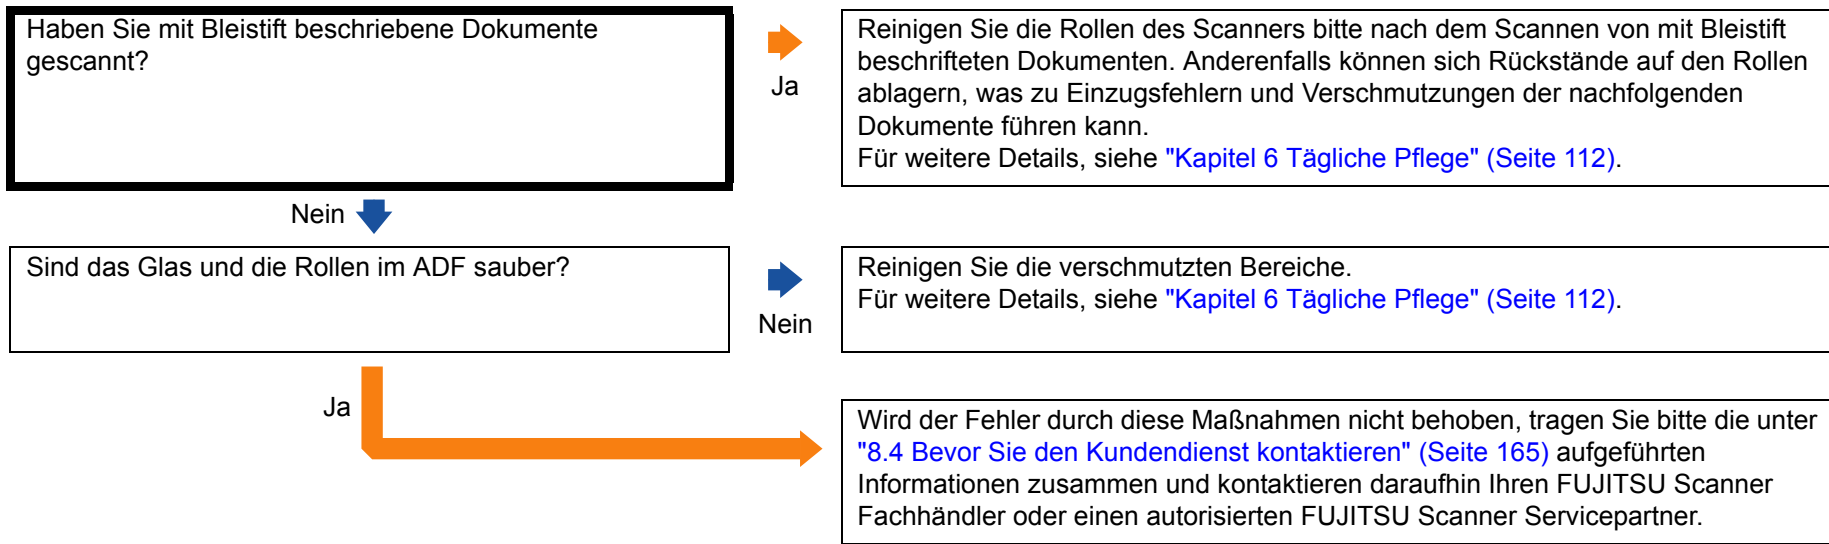 Haben Sie mit Bleistift beschriebene Dokumente
gescannt?
Ja
Reinigen Sie die Rollen des Scanners bitte nach dem Scannen von mit Bleistift
beschrifteten Dokumenten. Anderenfalls können sich Rückstände auf den Rollen
ablagern, was zu Einzugsfehlern und Verschmutzungen der nachfolgenden
Dokumente führen kann.
Für weitere Details, siehe "Kapitel 6 Tägliche Pflege" (Seite 112).
Nein
Sind das Glas und die Rollen im ADF sauber?
Nein
Reinigen Sie die verschmutzten Bereiche.
Für weitere Details, siehe "Kapitel 6 Tägliche Pflege" (Seite 112).
Ja
Wird der Fehler durch diese Maßnahmen nicht behoben, tragen Sie bitte die unter
"8.4 Bevor Sie den Kundendienst kontaktieren" (Seite 165) aufgeführten
Informationen zusammen und kontaktieren daraufhin Ihren FUJITSU Scanner
Fachhändler oder einen autorisierten FUJITSU Scanner Servicepartner.